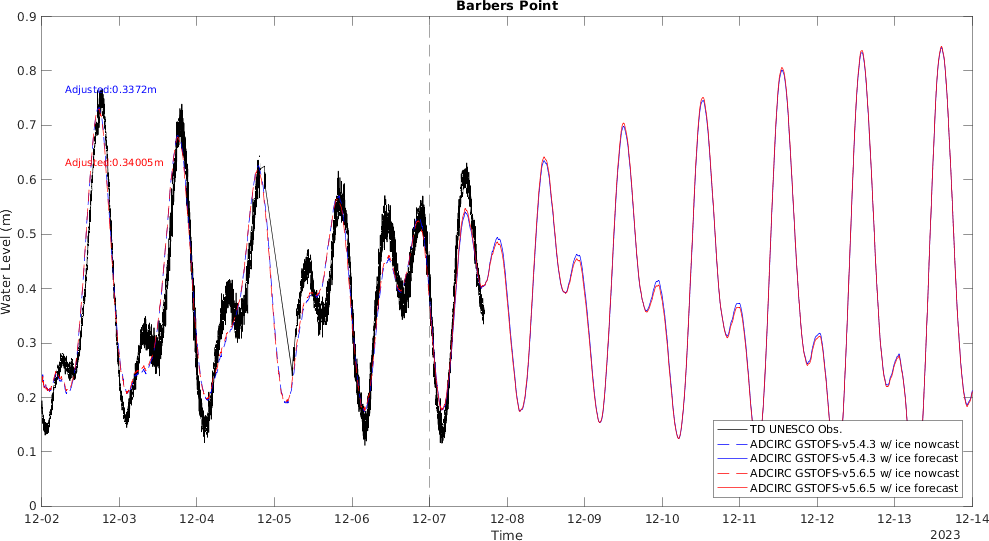 Barbers Point
0.9
0.8
0.7
0.6
0.5
0.4
0.3
0.2
0.1
0
Water Level (m)
Adjusted:0.3372m
Adjusted:0.34005m
TD UNESCO Obs.
ADCIRC GSTOFS-v5.4.3 w/ ice nowcast
ADCIRC GSTOFS-v5.4.3 w/ ice forecast
ADCIRC GSTOFS-v5.6.5 w/ ice nowcast
ADCIRC GSTOFS-v5.6.5 w/ ice forecast
12-02 12-03 12-04 12-05 12-06 12-07 12-08 12-09 12-10 12-11 12-12 12-13 12-14
Time
2023